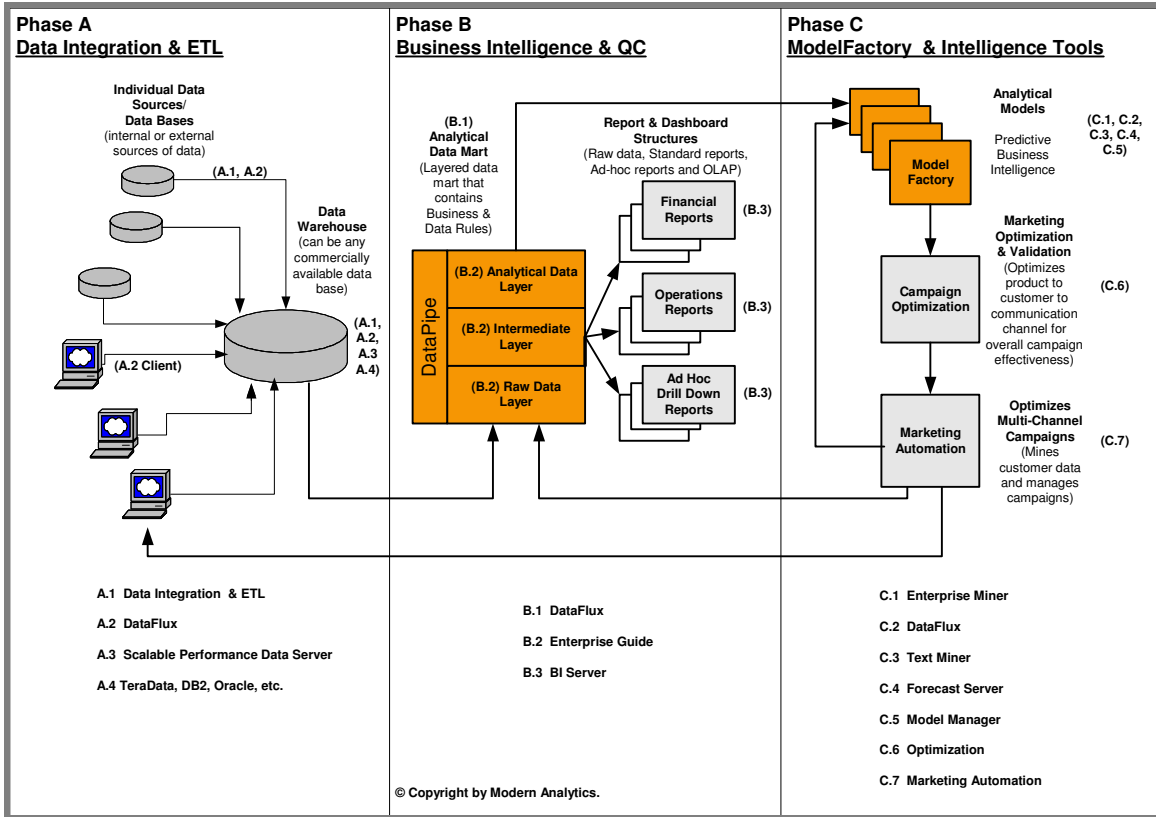 Phase A
Data Integration & ETL
Individual Data
Sources/
Data Bases
(internal or external
sources of data)
(A.1, A.2)
Data
Warehouse
(can be any
commercially
available data
base)
(A.1,
A.2,
A.3
A.4)
(A.2 Client)
A.1 Data Integration & ETL
A.2 DataFlux
A.3 Scalable Performance Data Server
A.4 TeraData, DB2, Oracle, etc.
Phase B
Business Intelligence & QC
(B.1)
Analytical
Data Mart
(Layered data
mart that
contains
Business &
Data Rules)
Report & Dashboard
Structures
(Raw data, Standard reports,
Ad-hoc reports and OLAP)
DataPipe
(B.2) Analytical Data
Layer
(B.2) Intermediate
Layer
(B.2) Raw Data
Layer
Financial
Reports
(B.3)
Operations
Reports
(B.3)
Ad Hoc
Drill Down
Reports
(B.3)
B.1 DataFlux
B.2 Enterprise Guide
B.3 BI Server
© Copyright by Modern Analytics.
Phase C
ModelFactory & Intelligence Tools
Model
Factory
Analytical
Models
Predictive
Business
Intelligence
(C.1, C.2,
C.3, C.4,
C.5)
Campaign
Optimization
Marketing
Optimization
& Validation
(Optimizes
product to
customer to
communication
channel for
overall campaign
effectiveness)
(C.6)
Marketing
Automation
Optimizes
Multi-Channel
Campaigns
(Mines
customer data
and manages
campaigns)
(C.7)
C.1 Enterprise Miner
C.2 DataFlux
C.3 Text Miner
C.4 Forecast Server
C.5 Model Manager
C.6 Optimization
C.7 Marketing Automation